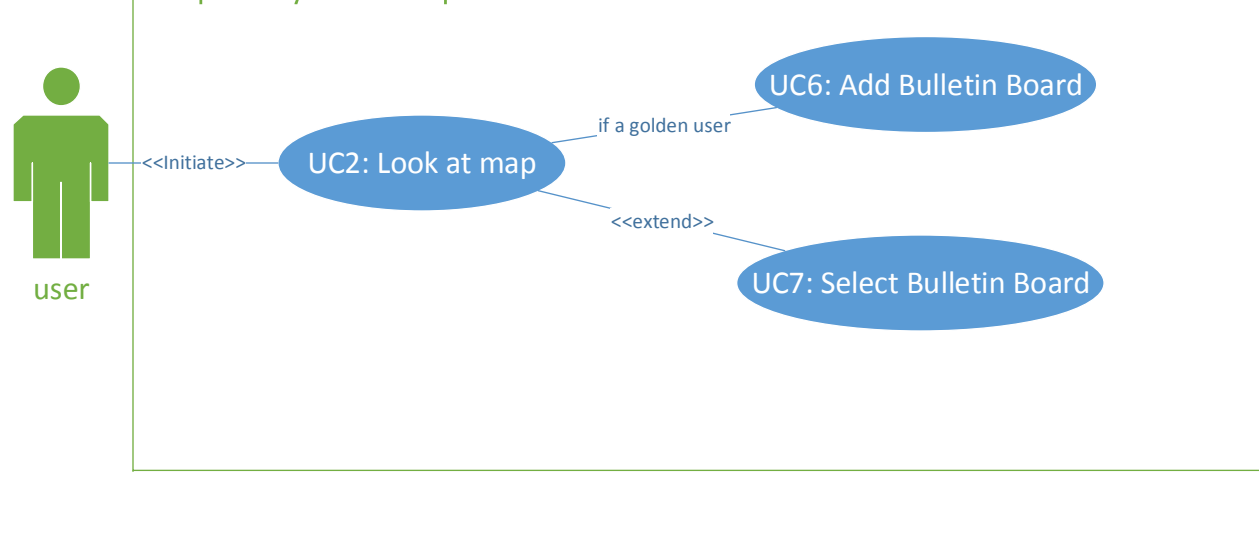 UC6: Add Bulletin Board
if a golden user
<<Initiate>>
UC2: Look at map
<<extend>>
UC7: Select Bulletin Board
user